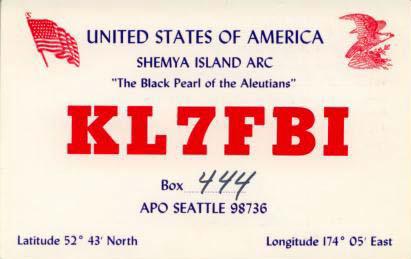 UNITED STATES OF AMERICA
SHEMYA ISLAND ARC
"The Black Pearl of the Aleutians"
KL7FBI
Box 444
APO SEATTLE 98736
Latitude 52° 43' North
Longitude 174° 05' East